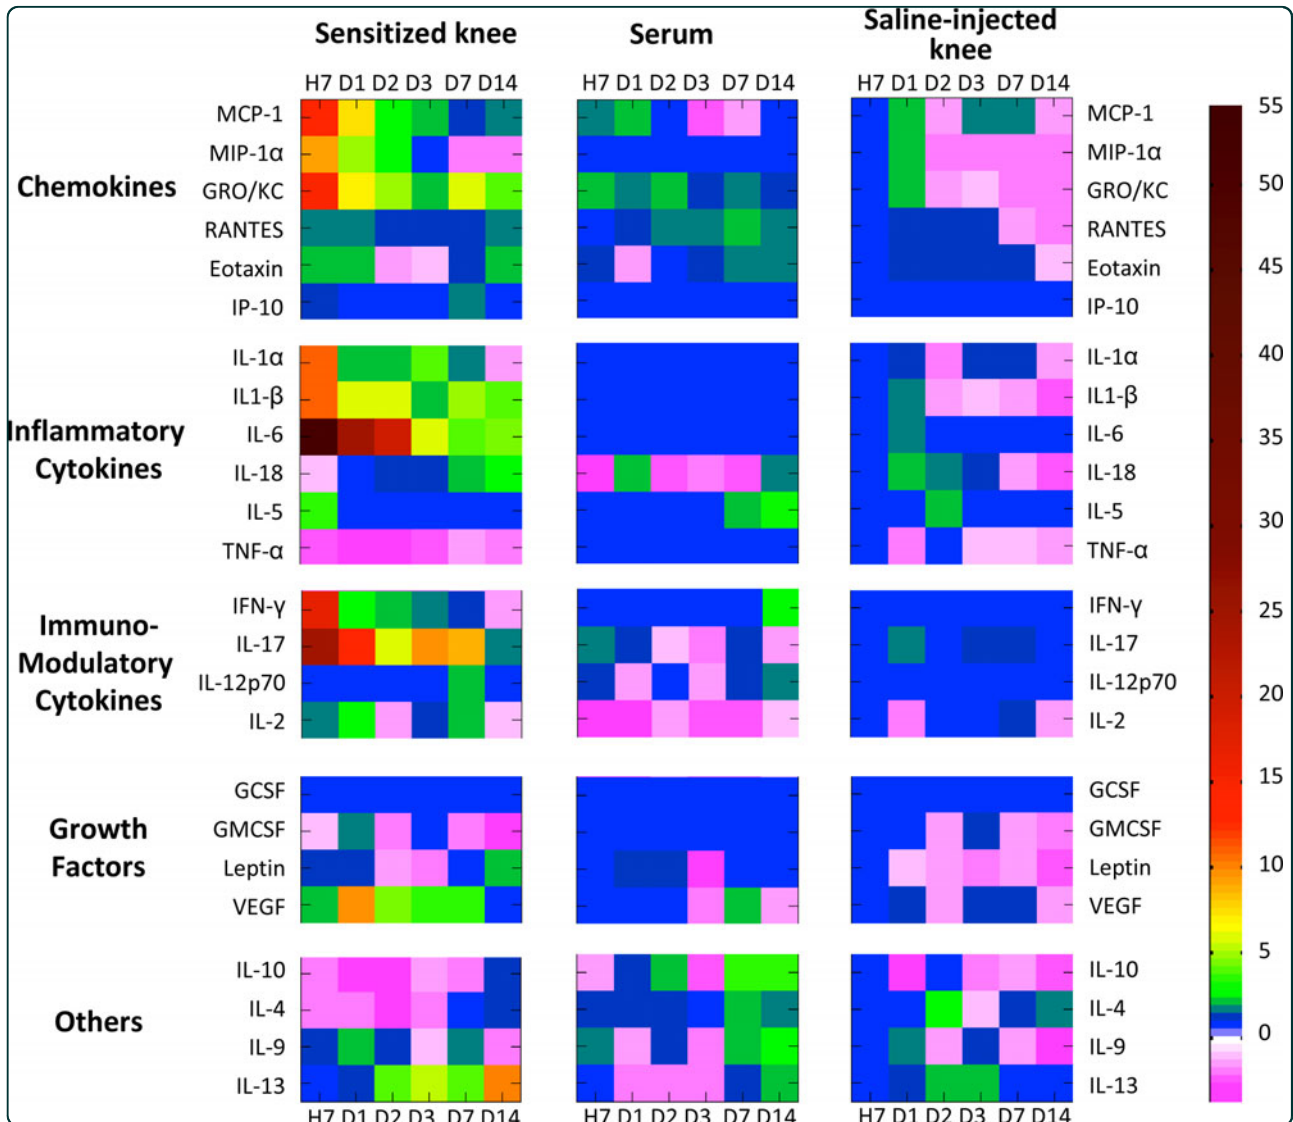 Sensitized knee
Serum
Saline-injected
knee
H7 D1 D2 D3 D7 D14
H7 D1 D2 D3 D7 D14
H7 D1 D2 D3 D7 D14
Chemokines
MCP-1
MIP-1α
GRO/KC
RANTES
Eotaxin
IP-10
MCP-1
MIP-1α
GRO/KC
RANTES
Eotaxin
IP-10
Inflammatory
Cytokines
IL-1α
IL1-β
IL-6
IL-18
IL-5
TNF-α
IL-1α
IL1-β
IL-6
IL-18
IL-5
TNF-α
Immuno-
Modulatory
Cytokines
IFN-γ
IL-17
IL-12p70
IL-2
IFN-γ
IL-17
IL-12p70
IL-2
Growth
Factors
GCSF
GMCSF
Leptin
VEGF
GCSF
GMCSF
Leptin
VEGF
Others
IL-10
IL-4
IL-9
IL-13
IL-10
IL-4
IL-9
IL-13
H7 D1 D2 D3 D7 D14
H7 D1 D2 D3 D7 D14
H7 D1 D2 D3 D7 D14
55
50
45
40
35
30
25
20
15
10
5
0